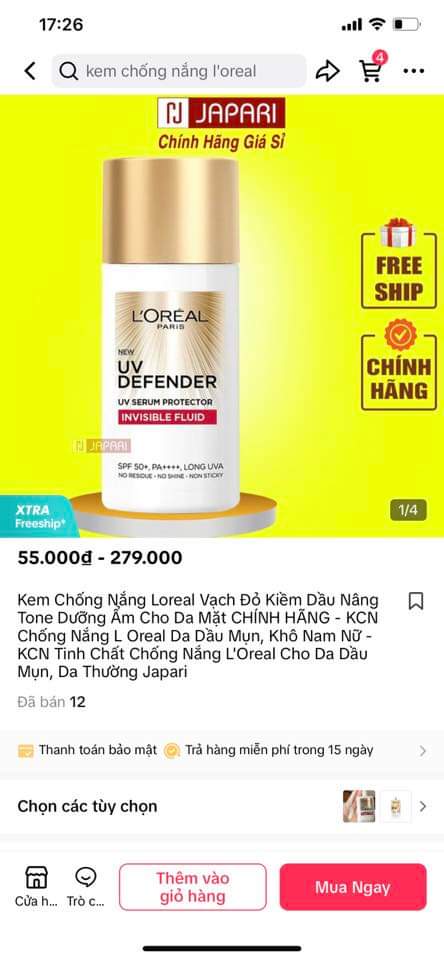 17:26
kem chống nắng l'oreal
4
JAPARI
Chính Hãng Giá Sỉ
FREE
SHIP
L'ORÉAL
PARIS
NEW
UV
DEFENDER
UV SERUM PROTECTOR
INVISIBLE FLUID
CHÍNH
HÃNG
JAPARI
SPF 50+, PA++++, LONG UVA
NO RESIDUE • NO SHINE • NON STICKY
XTRA
Freeship*
1/4
55.000₫ - 279.000
Kem Chống Nắng Loreal Vạch Đỏ Kiềm Dầu Nâng
Tone Dưỡng Ẩm Cho Da Mặt CHÍNH HÃNG - KCN
Chống Nắng L Oreal Da Dầu Mụn, Khô Nam Nữ -
KCN Tinh Chất Chống Nắng L'Oreal Cho Da Dầu
Mụn, Da Thường Japari
Đã bán 12
Thanh toán bảo mật Trả hàng miễn phí trong 15 ngày
Chọn các tùy chọn
Cửa h... Trò c...
Thêm vào
giỏ hàng
Mua Ngay